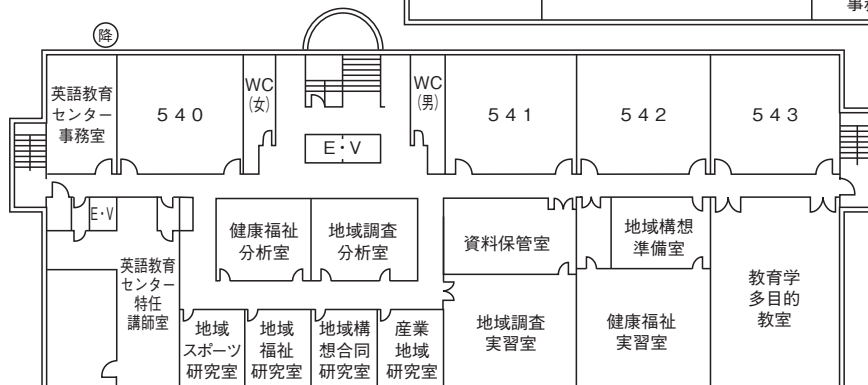 事務
降
英語教育
センター
事務室
540
WC
(女)
WC
(男)
541
542
543
E・V
E・V
健康福祉
分析室
地域調査
分析室
資料保管室
地域構想
準備室
英語教育
センター
特任
講師室
教育学
多目的
教室
地域
スポーツ
研究室
地域
福祉
研究室
地域構
想合同
研究室
産業
地域
研究室
地域調査
実習室
健康福祉
実習室